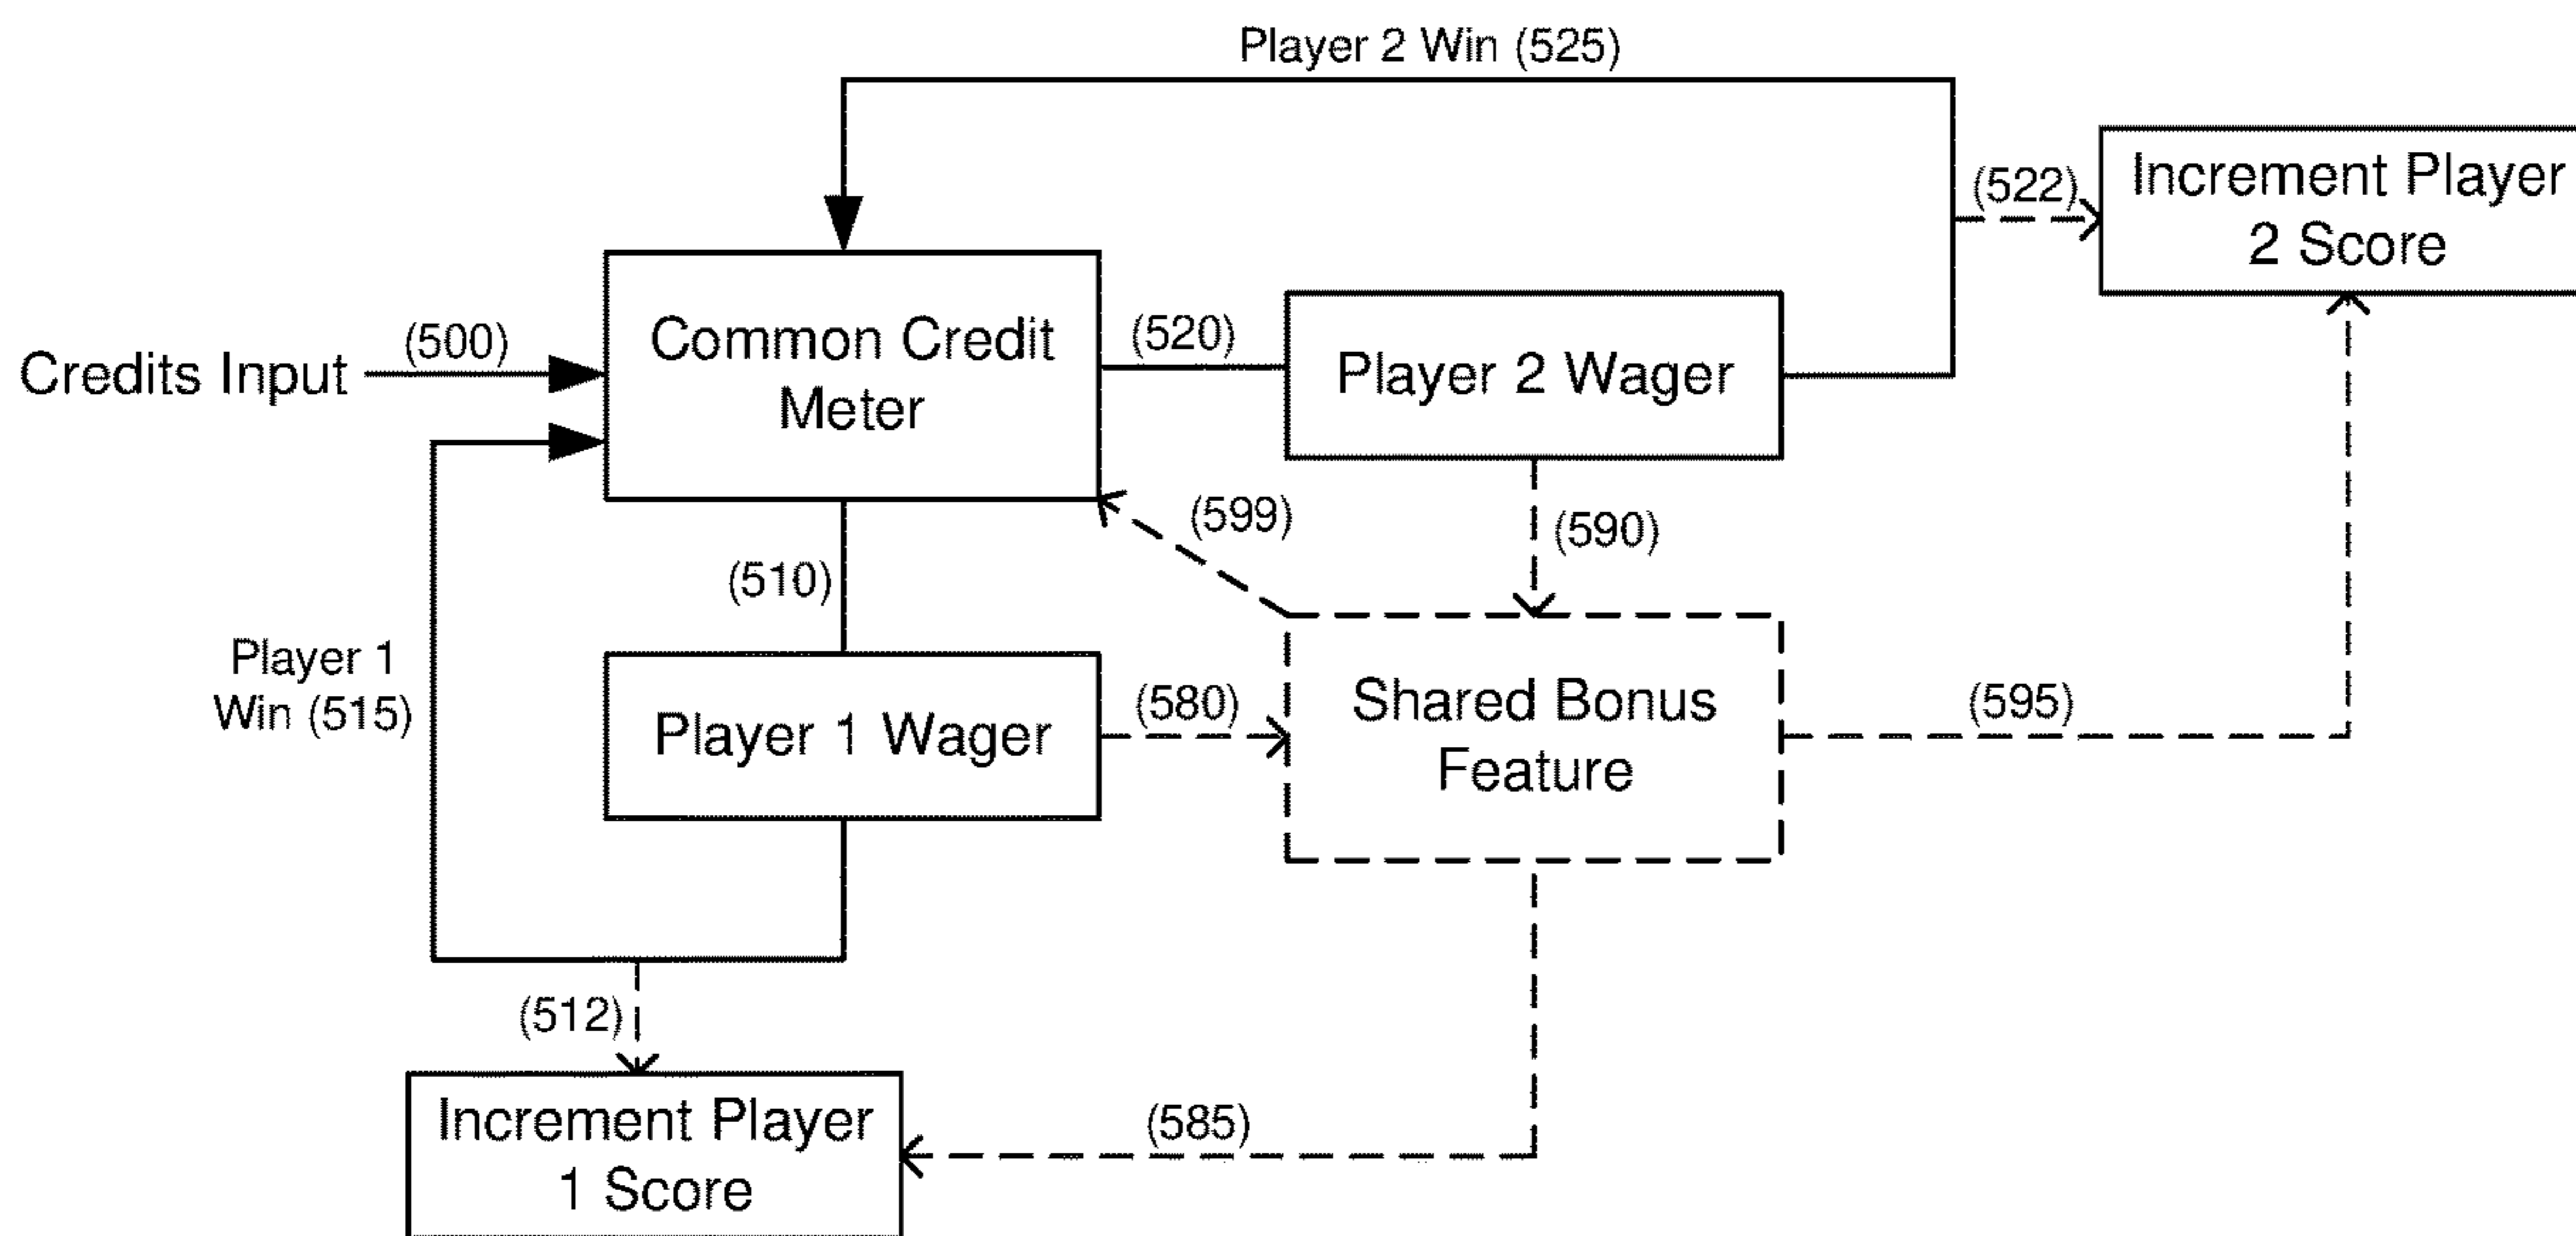 Player 2 Win (525)
(522)
Increment Player
2 Score
Credits Input
(500)
Common Credit
Meter
(520)
Player 2 Wager
(599)
(590)
(510)
Player 1
Win (515)
Player 1 Wager
(580)
Shared Bonus
Feature
(595)
(512)
Increment Player
1 Score
(585)